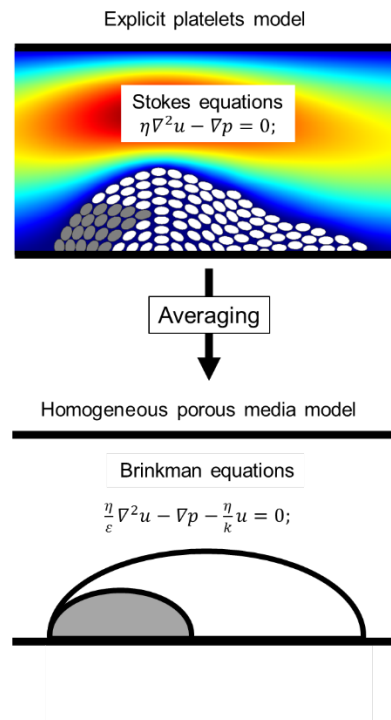 Explicit platelets model
Stokes equations
η∇²u − ∇p = 0;
Averaging
Homogeneous porous media model
Brinkman equations
η/ε ∇²u − ∇p − η/k u = 0;